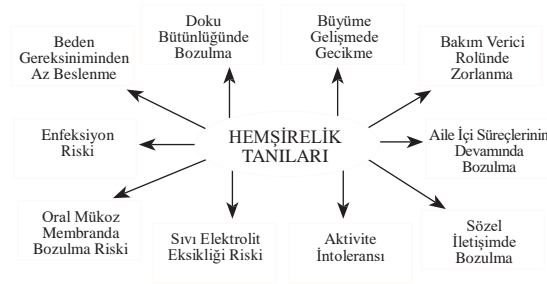 Beden
Gereksiniminden
Az Beslenme
Doku
Bütünlüğünde
Bozulma
Büyüme
Gelişmede
Gecikme
Bakım Verici
Rolünde
Zorlanma
Enfeksiyon
Riski
HEMŞİRELİK
TANILARI
Aile İçi Süreçlerinin
Devamında
Bozulma
Oral Mükoz
Membranda
Bozulma Riski
Sıvı Elektrolit
Eksikliği Riski
Aktivite
İntoleransı
Sözel
İletişimde
Bozulma